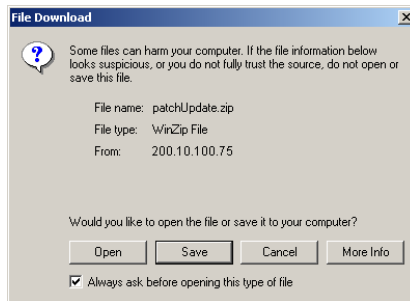 File Download
Some files can harm your computer. If the file information below
looks suspicious, or you do not fully trust the source, do not open or
save this file.
File name: patchUpdate.zip
File type: WinZip File
From: 200.10.100.75
Would you like to open the file or save it to your computer?
Open Save Cancel More Info
Always ask before opening this type of file